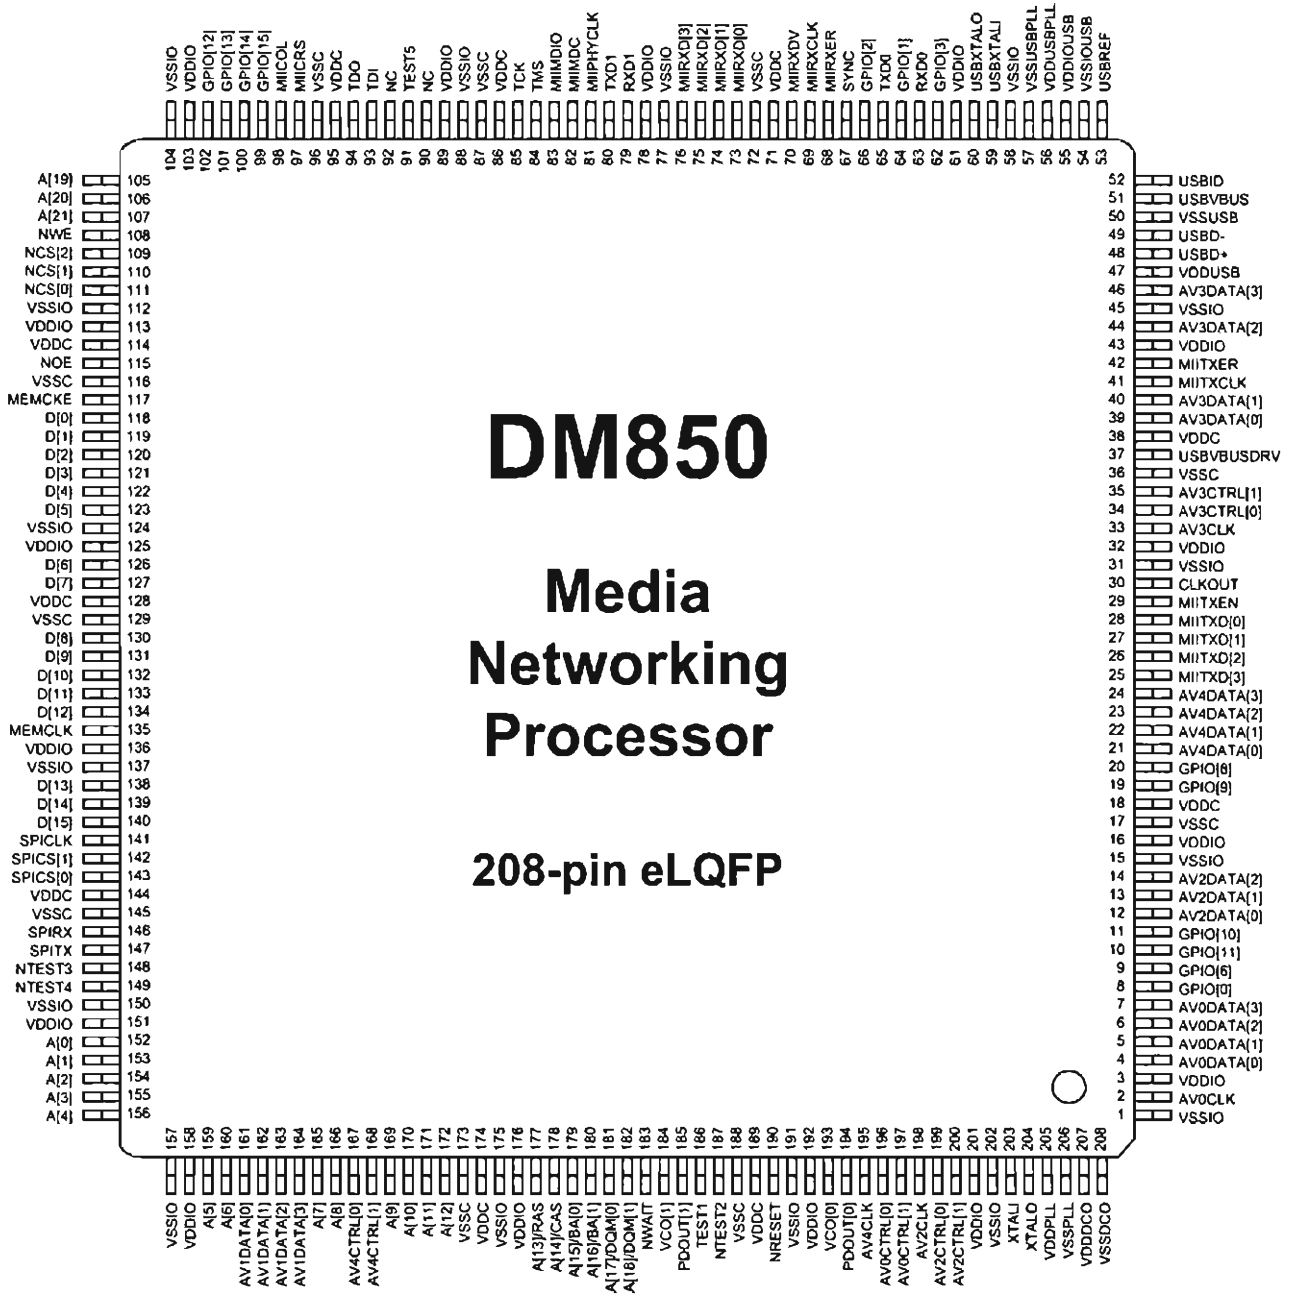 VSSIO 104
VDDIO 103
GPIO[12] 102
GPIO[13] 101
GPIO[14] 100
GPIO[15] 99
MIICOL 98
MIICRS 97
VSSC 96
VDDC 95
TDO 94
TDI 93
NC 92
TEST5 91
NC 90
VDDIO 89
VSSIO 88
VSSC 87
VDDC 86
TCK 85
TMS 84
MIIMDIO 83
MIIMDC 82
MIIPHYCLK 81
TXD1 80
RXD1 79
VDDIO 78
VSSIO 77
MIIRXD[3] 76
MIIRXD[2] 75
MIIRXD[1] 74
MIIRXD[0] 73
VSSC 72
VDDC 71
MIIRXDV 70
MIIRXCLK 69
MIIRXER 68
SYNC 67
GPIO[2] 66
TXD0 65
GPIO[1] 64
RXD0 63
GPIO[3] 62
VDDIO 61
USBXTALO 60
USBXTALI 59
VSSIO 58
VSSUSBPLL 57
VDDUSBPLL 56
VDDIOUSB 55
VSSIOUSB 54
USBREF 53
A[19] 105
A[20] 106
A[21] 107
NWE 108
NCS[2] 109
NCS[1] 110
NCS[0] 111
VSSIO 112
VDDIO 113
VDDC 114
NOE 115
VSSC 116
MEMCKE 117
D[0] 118
D[1] 119
D[2] 120
D[3] 121
D[4] 122
D[5] 123
VSSIO 124
VDDIO 125
D[6] 126
D[7] 127
VDDC 128
VSSC 129
D[8] 130
D[9] 131
D[10] 132
D[11] 133
D[12] 134
MEMCLK 135
VDDIO 136
VSSIO 137
D[13] 138
D[14] 139
D[15] 140
SPICLK 141
SPICS[1] 142
SPICS[0] 143
VDDC 144
VSSC 145
SPIRX 146
SPITX 147
NTEST3 148
NTEST4 149
VSSIO 150
VDDIO 151
A[0] 152
A[1] 153
A[2] 154
A[3] 155
A[4] 156
DM850
Media
Networking
Processor
208-pin eLQFP
52 USBID
51 USBVBUS
50 VSSUSB
49 USBD-
48 USBD+
47 VDDUSB
46 AV3DATA[3]
45 VSSIO
44 AV3DATA[2]
43 VDDIO
42 MIITXER
41 MIITXCLK
40 AV3DATA[1]
39 AV3DATA[0]
38 VDDC
37 USBVBUSDRV
36 VSSC
35 AV3CTRL[1]
34 AV3CTRL[0]
33 AV3CLK
32 VDDIO
31 VSSIO
30 CLKOUT
29 MIITXEN
28 MIITXD[0]
27 MIITXD[1]
26 MIITXD[2]
25 MIITXD[3]
24 AV4DATA[3]
23 AV4DATA[2]
22 AV4DATA[1]
21 AV4DATA[0]
20 GPIO[8]
19 GPIO[9]
18 VDDC
17 VSSC
16 VDDIO
15 VSSIO
14 AV2DATA[2]
13 AV2DATA[1]
12 AV2DATA[0]
11 GPIO[10]
10 GPIO[11]
9 GPIO[6]
8 GPIO[0]
7 AV0DATA[3]
6 AV0DATA[2]
5 AV0DATA[1]
4 AV0DATA[0]
3 VDDIO
2 AV0CLK
1 VSSIO
157 VSSIO
158 VDDIO
159 A[5]
160 A[6]
161 AV1DATA[0]
162 AV1DATA[1]
163 AV1DATA[2]
164 AV1DATA[3]
165 A[7]
166 A[8]
167 AV4CTRL[0]
168 AV4CTRL[1]
169 A[9]
170 A[10]
171 A[11]
172 A[12]
173 VSSC
174 VDDC
175 VSSIO
176 VDDIO
177 A[13]/RAS
178 A[14]/CAS
179 A[15]/BA[0]
180 A[16]/BA[1]
181 A[17]/DQM[0]
182 A[18]/DQM[1]
183 NWAIT
184 VCO[1]
185 PDOUT[1]
186 TEST1
187 NTEST2
188 VSSC
189 VDDC
190 NRESET
191 VSSIO
192 VDDIO
193 VCO[0]
194 PDOUT[0]
195 AV4CLK
196 AV0CTRL[0]
197 AV0CTRL[1]
198 AV2CLK
199 AV2CTRL[0]
200 AV2CTRL[1]
201 VDDIO
202 VSSIO
203 XTALI
204 XTALO
205 VDDPLL
206 VSSPLL
207 VDDDCO
208 VSSDCO